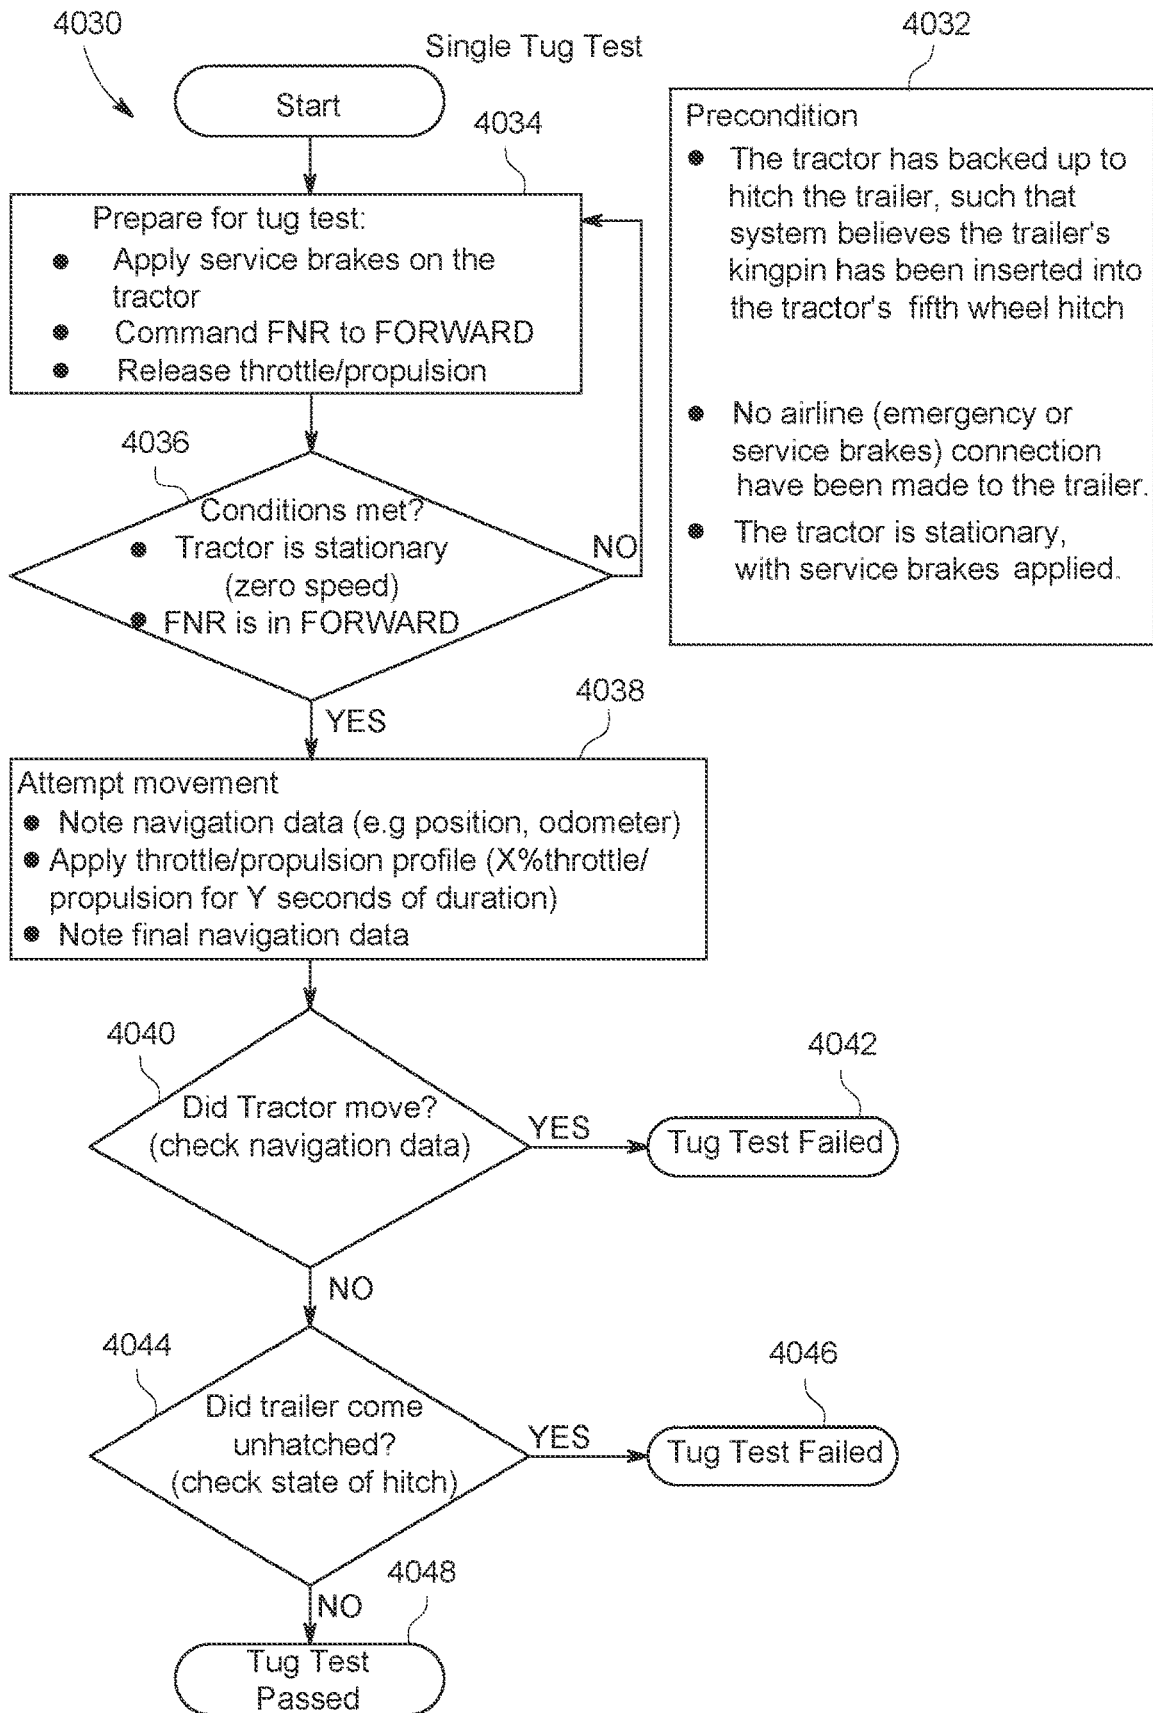 4030
Single Tug Test
4032
Start
4034
Prepare for tug test:
● Apply service brakes on the
tractor
● Command FNR to FORWARD
● Release throttle/propulsion
Precondition
● The tractor has backed up to
hitch the trailer, such that
system believes the trailer's
kingpin has been inserted into
the tractor's fifth wheel hitch
● No airline (emergency or
service brakes) connection
have been made to the trailer.
● The tractor is stationary,
with service brakes applied.
4036
Conditions met?
● Tractor is stationary
(zero speed)
● FNR is in FORWARD
NO
YES
4038
Attempt movement
● Note navigation data (e.g position, odometer)
● Apply throttle/propulsion profile (X%throttle/
propulsion for Y seconds of duration)
● Note final navigation data
4040
Did Tractor move?
(check navigation data)
YES
4042
Tug Test Failed
NO
4044
Did trailer come
unhatched?
(check state of hitch)
YES
4046
Tug Test Failed
NO
4048
Tug Test
Passed